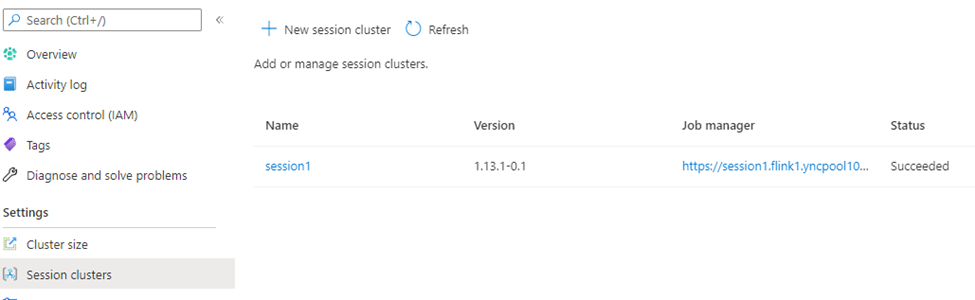 Search (Ctrl+/)
«
Overview
Activity log
Access control (IAM)
Tags
Diagnose and solve problems
Settings
Cluster size
Session clusters
New session cluster Refresh
Add or manage session clusters.
Name Version Job manager Status
session1 1.13.1-0.1 https://session1.flink1.yncpool10... Succeeded